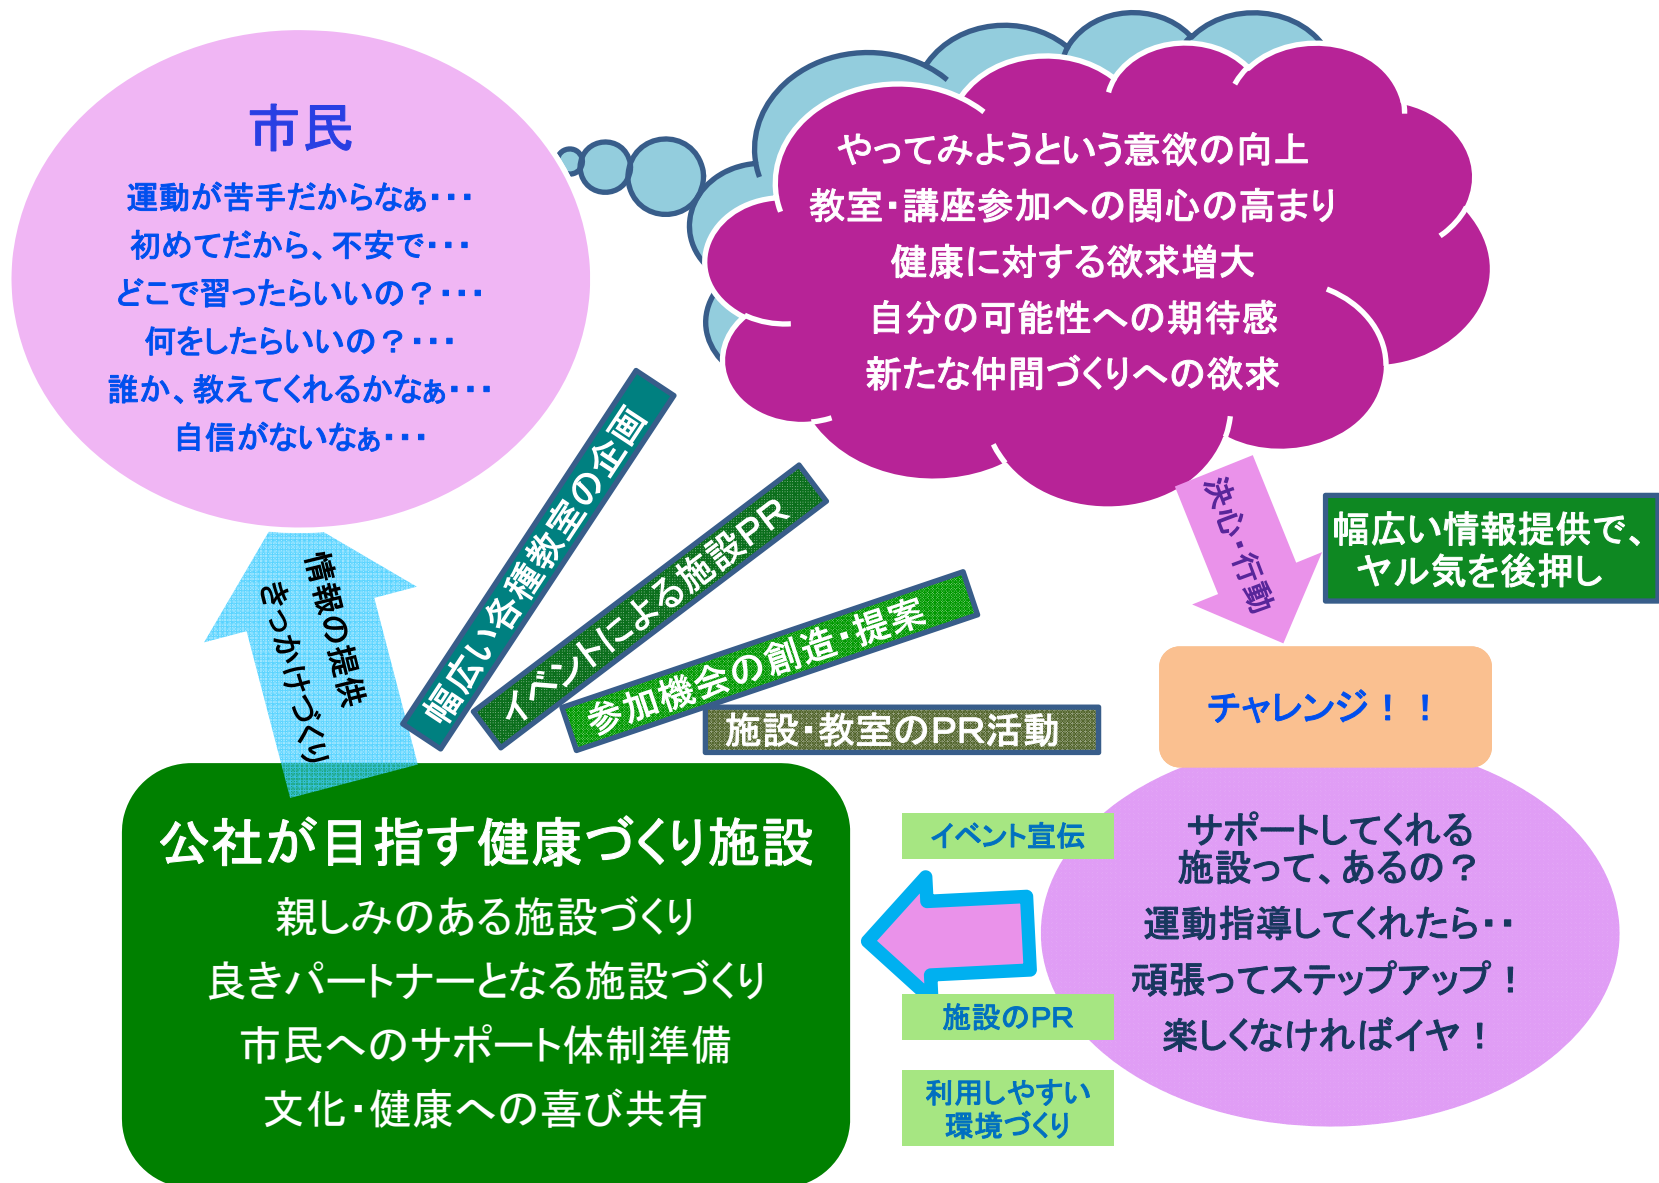 市民
運動が苦手だからなぁ･･･
初めてだから、不安で･･･
どこで習ったらいいの？･･･
何をしたらいいの？･･･
誰か、教えてくれるかなぁ･･･
自信がないなぁ･･･
やってみようという意欲の向上
教室・講座参加への関心の高まり
健康に対する欲求増大
自分の可能性への期待感
新たな仲間づくりへの欲求
決心・行動
幅広い情報提供で、
ヤル気を後押し
情報の提供
きっかけづくり
幅広い各種教室の企画
イベントによる施設PR
参加機会の創造・提案
施設・教室のPR活動
チャレンジ！！
サポートしてくれる
施設って、あるの？
運動指導してくれたら･･
頑張ってステップアップ！
楽しくなければイヤ！
イベント宣伝
施設のPR
利用しやすい
環境づくり
公社が目指す健康づくり施設
親しみのある施設づくり
良きパートナーとなる施設づくり
市民へのサポート体制準備
文化・健康への喜び共有